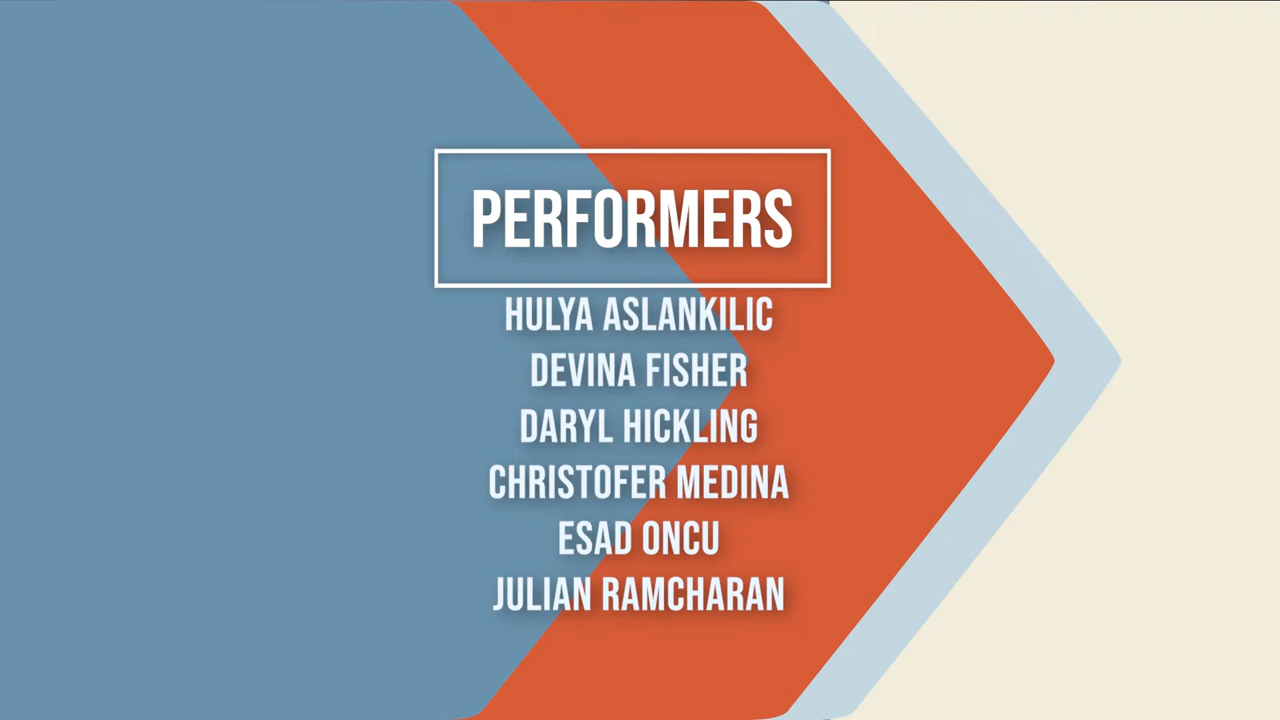 PERFORMERS
HULYA ASLANKILIC
DEVINA FISHER
DARYL HICKLING
CHRISTOFER MEDINA
ESAD ONCU
JULIAN RAMCHARAN